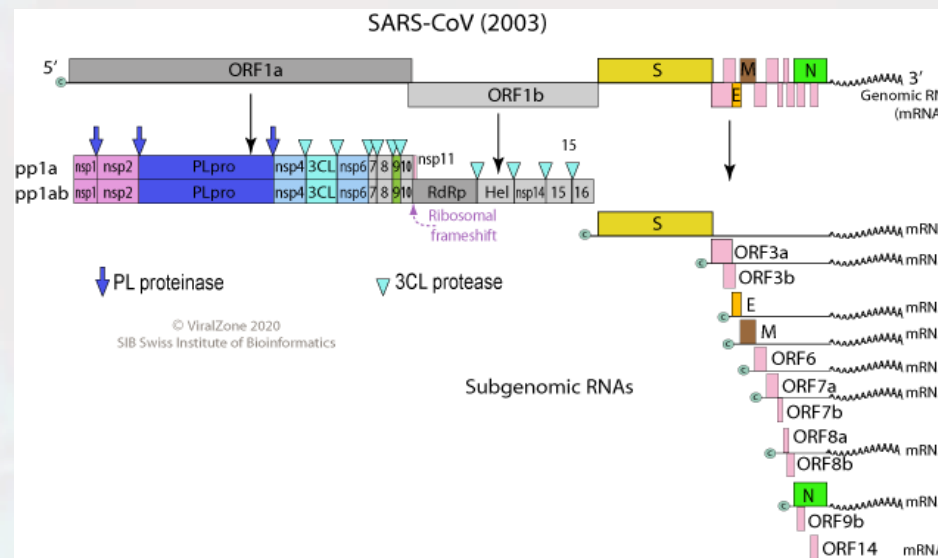 SARS-CoV (2003)
5′ c ORF1a S M N 3′
ORF1b E Genomic RN
(mRNA
15
nsp11
pp1a nsp1 nsp2 PLpro nsp4 3CL nsp6 7 8 9 10
pp1ab nsp1 nsp2 PLpro nsp4 3CL nsp6 7 8 9 10 RdRp Hel nsp14 15 16
Ribosomal
frameshift
PL proteinase
3CL protease
© ViralZone 2020
SIB Swiss Institute of Bioinformatics
Subgenomic RNAs
c S mRN
c ORF3a mRN
ORF3b
c E mRN
c M mRN
c ORF6 mRN
c ORF7a mRN
ORF7b
c ORF8a mRN
ORF8b
c N mRN
ORF9b
ORF14 mRNA